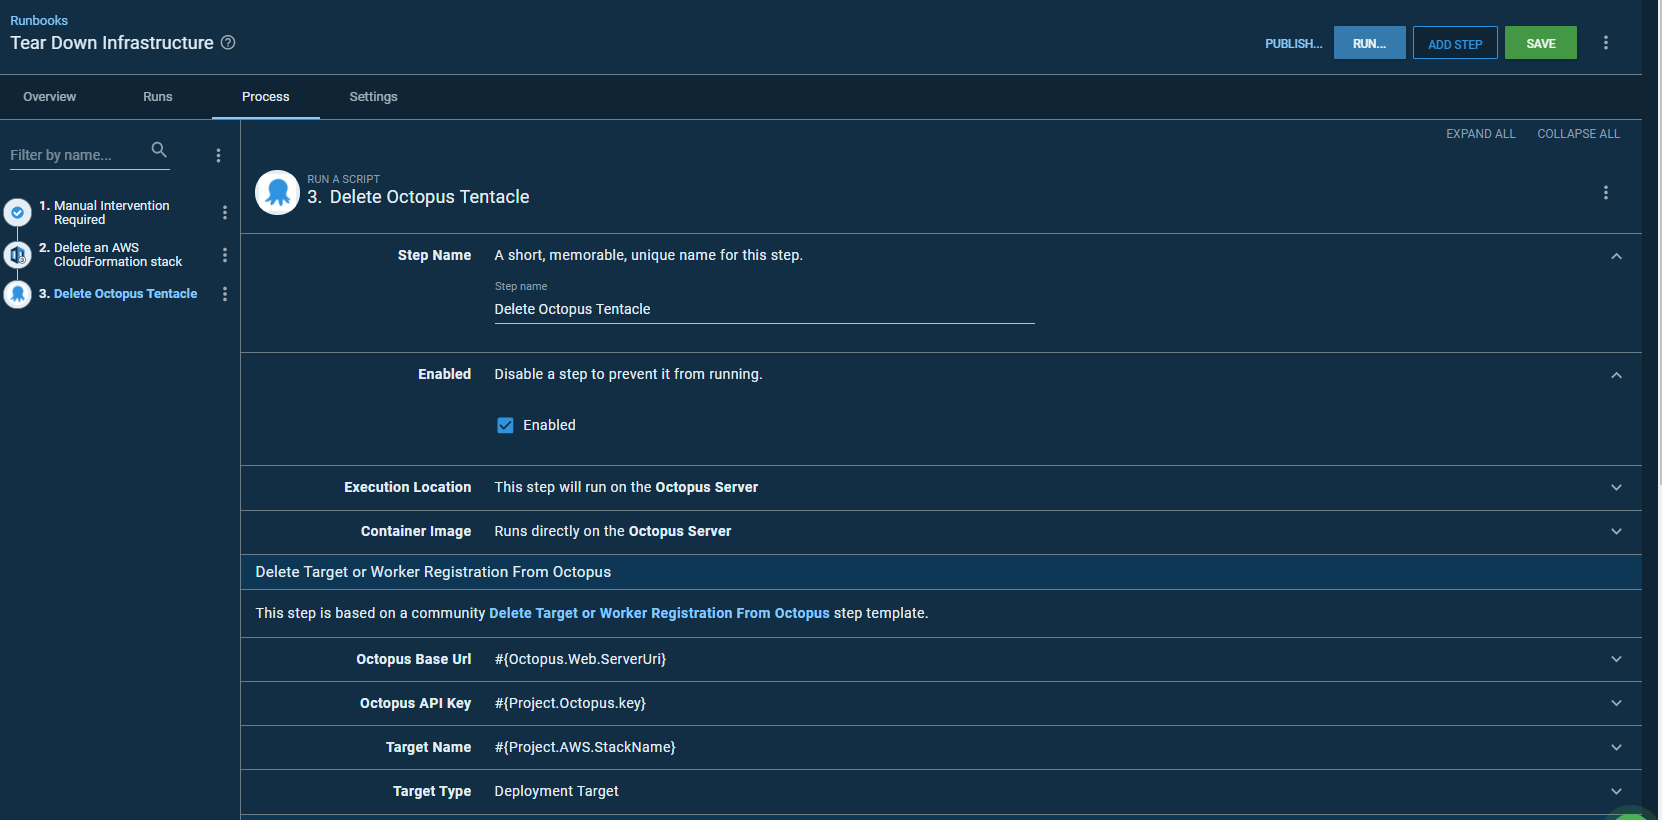 Runbooks
Tear Down Infrastructure
PUBLISH... RUN... ADD STEP SAVE
Overview Runs Process Settings
EXPAND ALL COLLAPSE ALL
Filter by name...
1. Manual Intervention
Required
2. Delete an AWS
CloudFormation stack
3. Delete Octopus Tentacle
RUN A SCRIPT
3. Delete Octopus Tentacle
Step Name A short, memorable, unique name for this step.
Step name
Delete Octopus Tentacle
Enabled Disable a step to prevent it from running.
Enabled
Execution Location This step will run on the Octopus Server
Container Image Runs directly on the Octopus Server
Delete Target or Worker Registration From Octopus
This step is based on a community Delete Target or Worker Registration From Octopus step template.
Octopus Base Url #{Octopus.Web.ServerUri}
Octopus API Key #{Project.Octopus.key}
Target Name #{Project.AWS.StackName}
Target Type Deployment Target